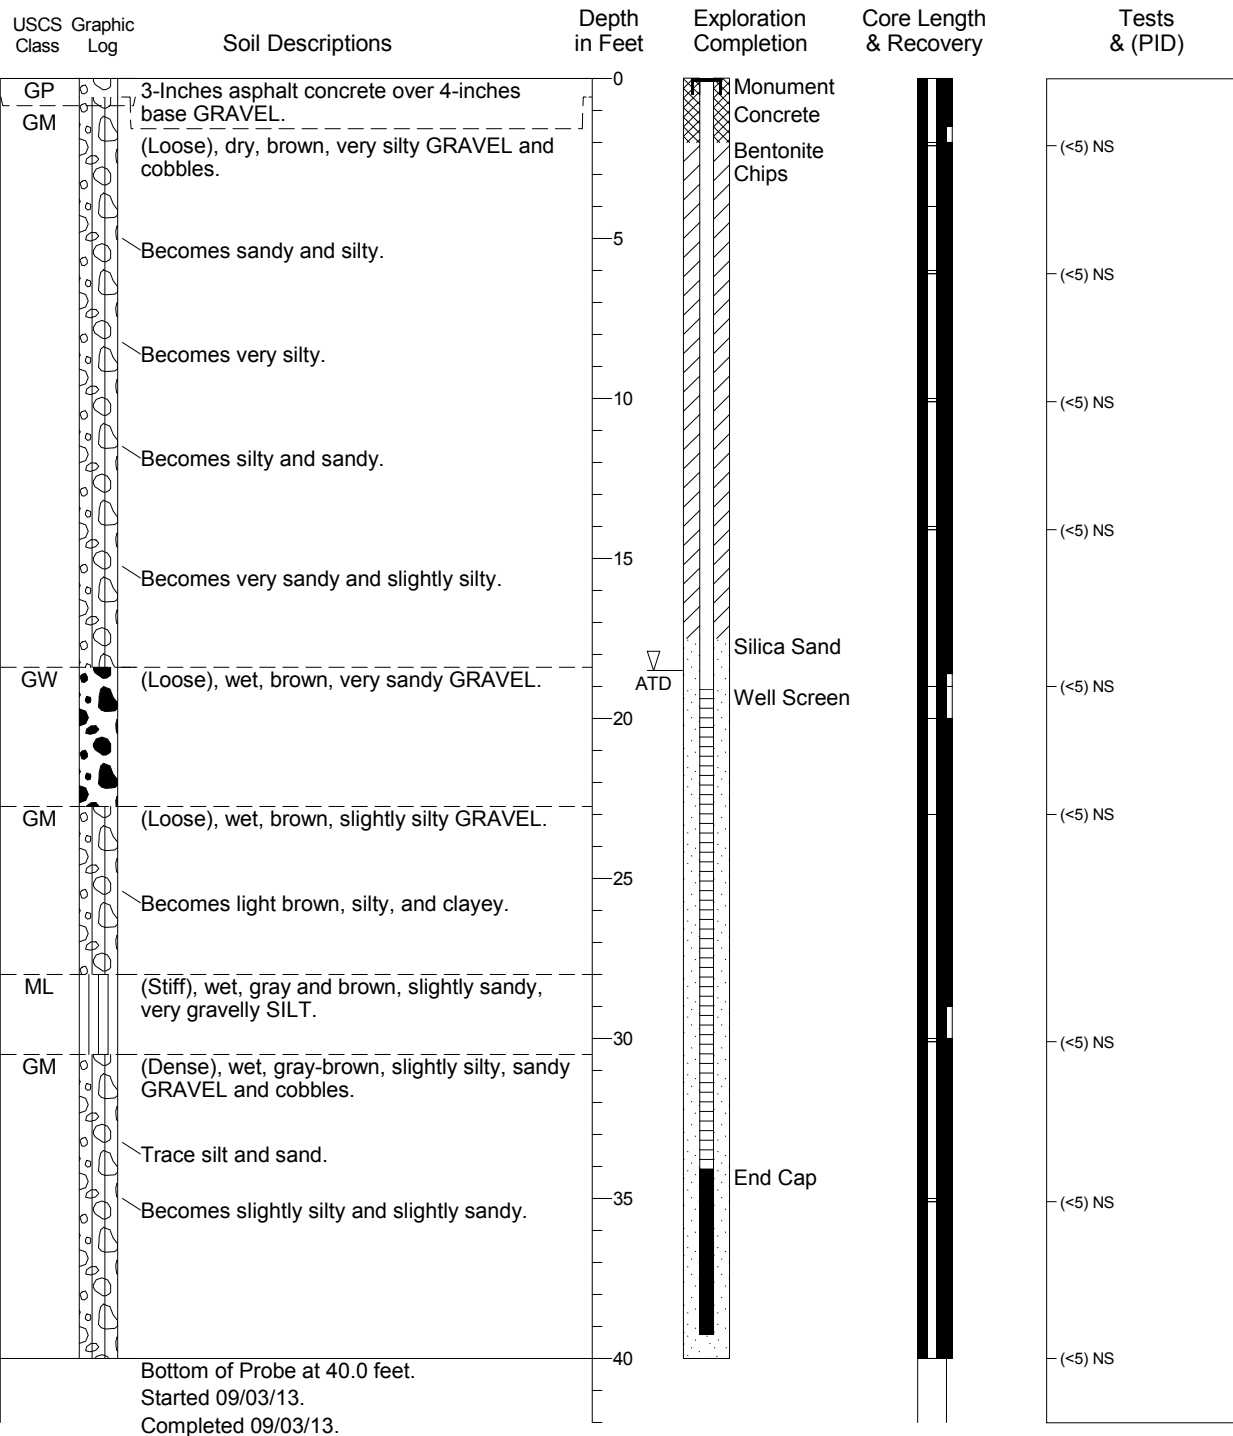 USCS Class
Graphic Log
Soil Descriptions
Depth in Feet
Exploration Completion
Core Length & Recovery
Tests & (PID)
GP
3-Inches asphalt concrete over 4-inches
base GRAVEL.
GM
(Loose), dry, brown, very silty GRAVEL and
cobbles.
Becomes sandy and silty.
Becomes very silty.
Becomes silty and sandy.
Becomes very sandy and slightly silty.
GW
(Loose), wet, brown, very sandy GRAVEL.
GM
(Loose), wet, brown, slightly silty GRAVEL.
Becomes light brown, silty, and clayey.
ML
(Stiff), wet, gray and brown, slightly sandy,
very gravelly SILT.
GM
(Dense), wet, gray-brown, slightly silty, sandy
GRAVEL and cobbles.
Trace silt and sand.
Becomes slightly silty and slightly sandy.
Bottom of Probe at 40.0 feet.
Started 09/03/13.
Completed 09/03/13.
0
5
10
15
20
25
30
35
40
ATD
Monument
Concrete
Bentonite
Chips
Silica Sand
Well Screen
End Cap
(<5) NS
(<5) NS
(<5) NS
(<5) NS
(<5) NS
(<5) NS
(<5) NS
(<5) NS
(<5) NS